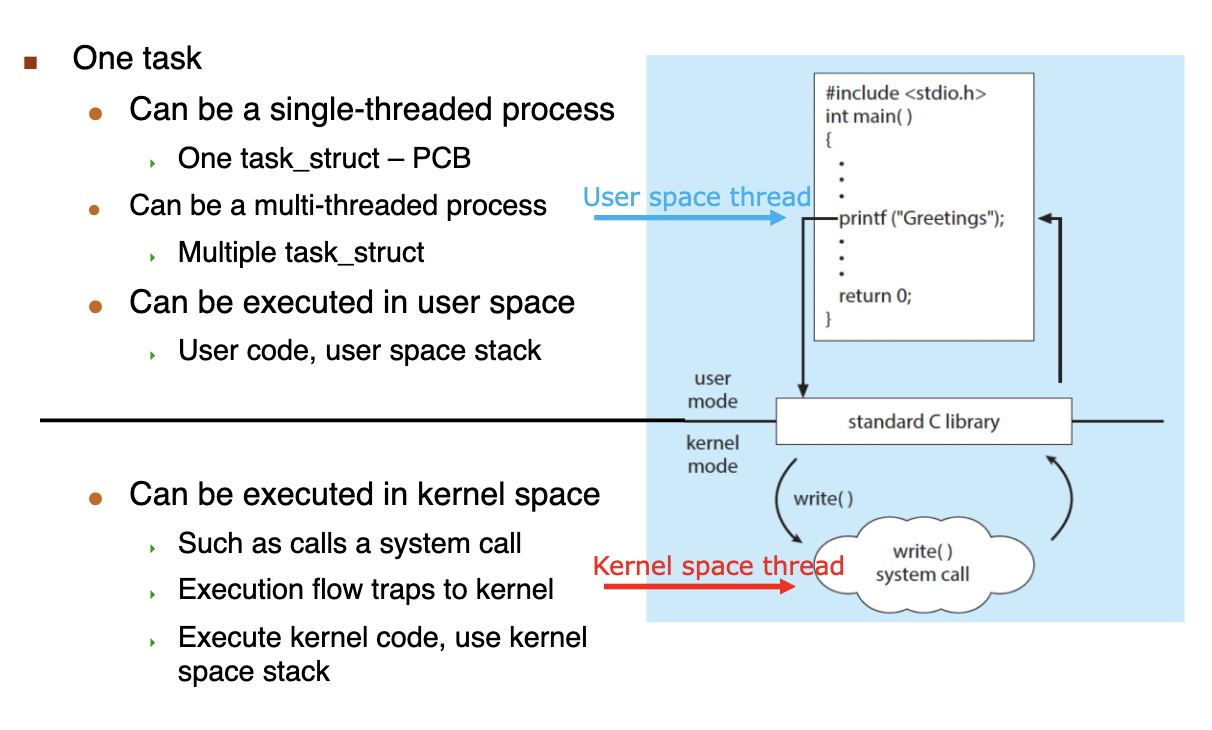 One task
Can be a single-threaded process
One task_struct – PCB
Can be a multi-threaded process
Multiple task_struct
Can be executed in user space
User code, user space stack
Can be executed in kernel space
Such as calls a system call
Execution flow traps to kernel
Execute kernel code, use kernel
space stack
#include <stdio.h>
int main( )
{
.
.
.
User space thread
printf ("Greetings");
.
.
.
return 0;
}
user
mode
standard C library
kernel
mode
write( )
Kernel space thread
write( )
system call